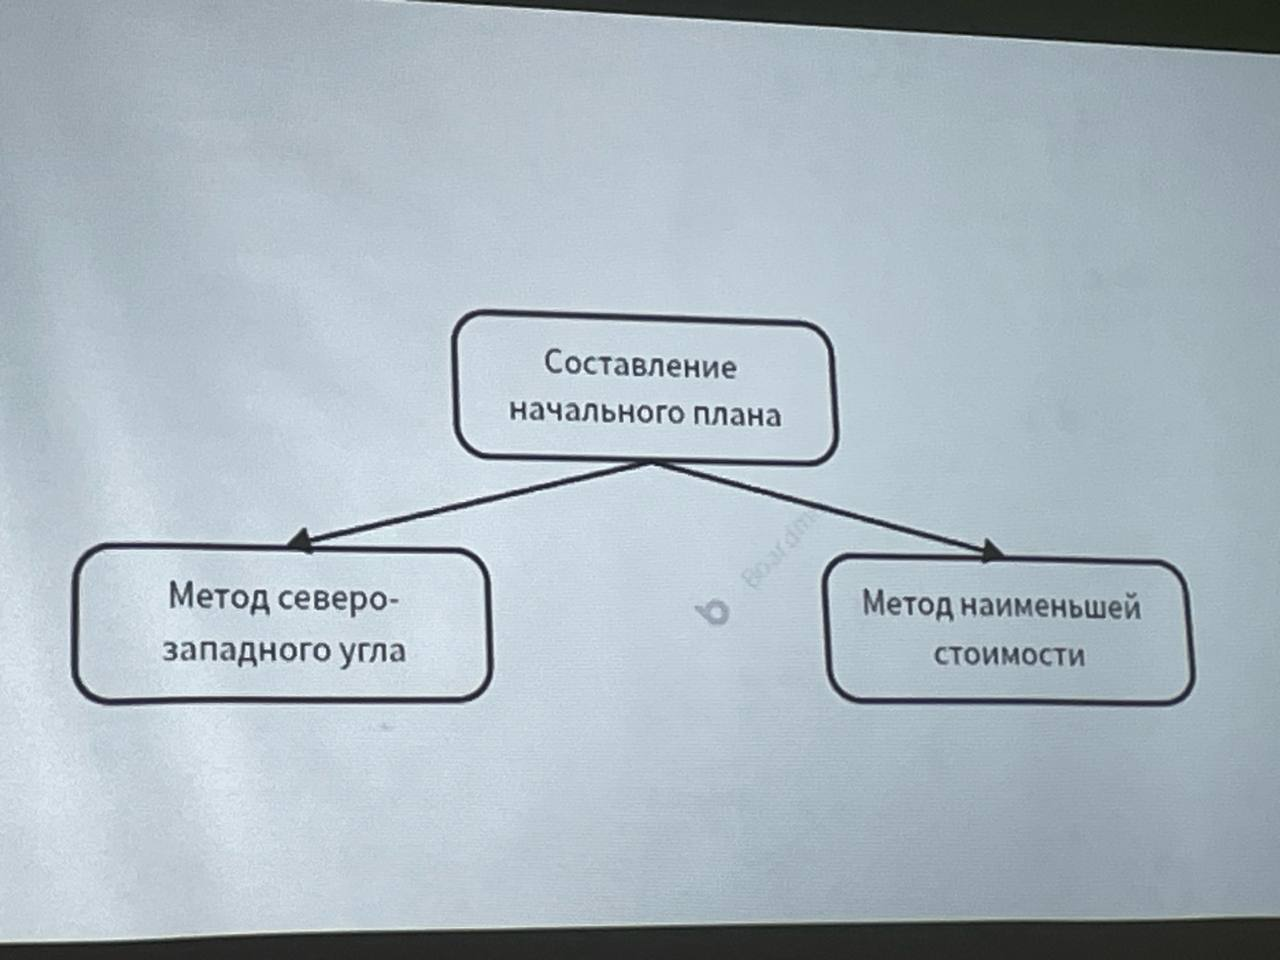 Составление
начального плана
Метод северо-
западного угла
Метод наименьшей
стоимости